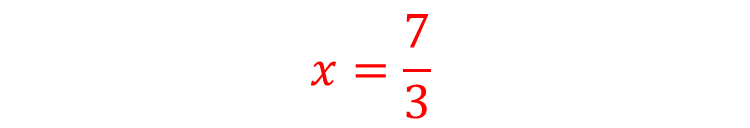 x = 7/3